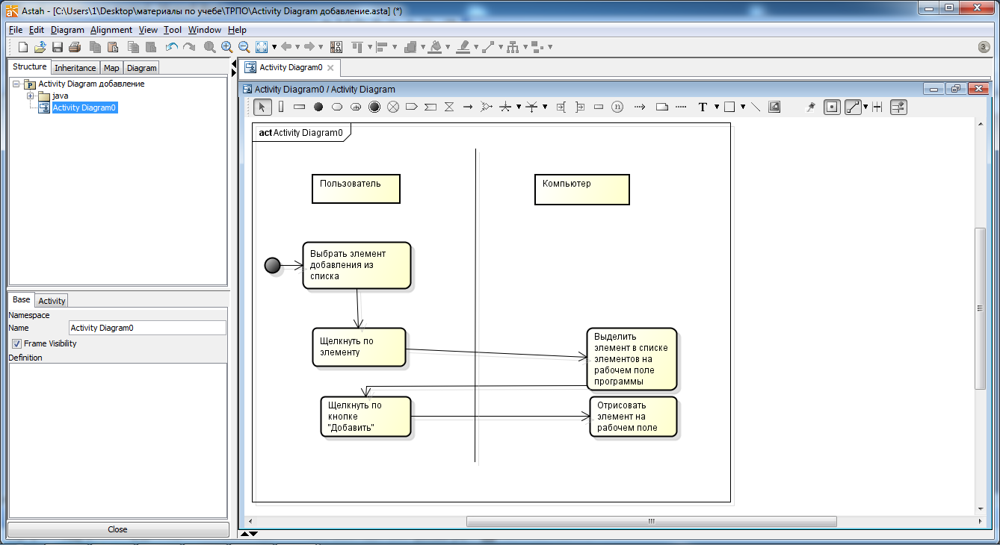 Astah - [C:\Users\1\Desktop\материалы по учебе\ТРПО\Activity Diagram добавление.asta] (*)
File Edit Diagram Alignment View Tool Window Help
3
Structure Inheritance Map Diagram
Activity Diagram добавление
java
Activity Diagram0
Base Activity
Namespace
Name Activity Diagram0
Frame Visibility
Definition
Close
Activity Diagram0
Activity Diagram0 / Activity Diagram
act Activity Diagram0
Пользователь
Компьютер
Выбрать элемент
добавления из
списка
Щелкнуть по
элементу
Выделить
элемент в списке
элементов на
рабочем поле
программы
Щелкнуть по
кнопке
"Добавить"
Отрисовать
элемент на
рабочем поле